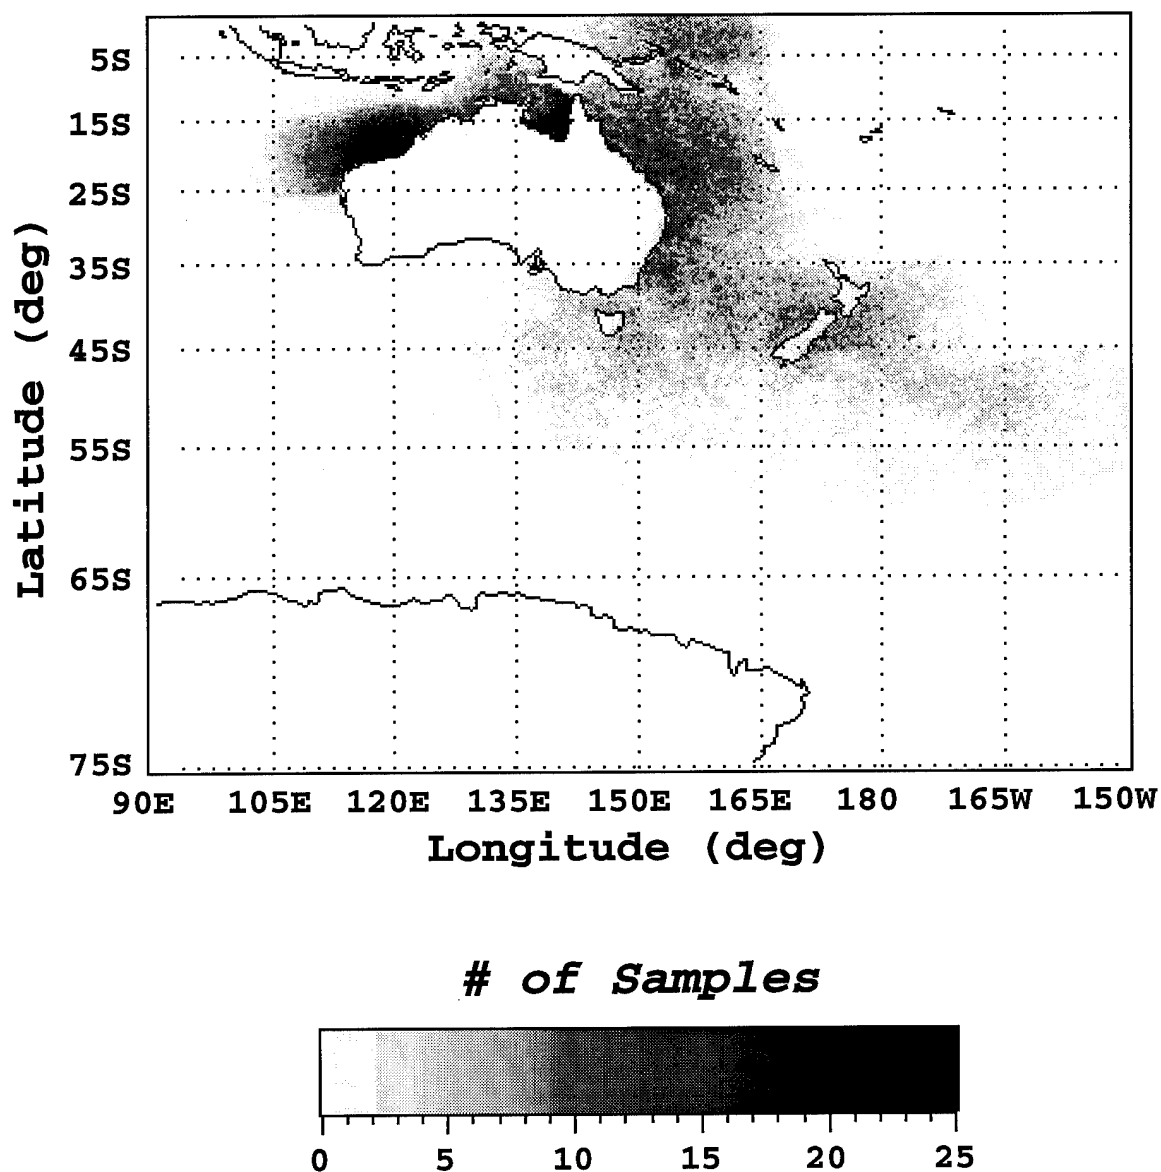 5S
15S
25S
35S
45S
55S
65S
75S
Latitude (deg)
90E 105E 120E 135E 150E 165E 180 165W 150W
Longitude (deg)
# of Samples
0 5 10 15 20 25